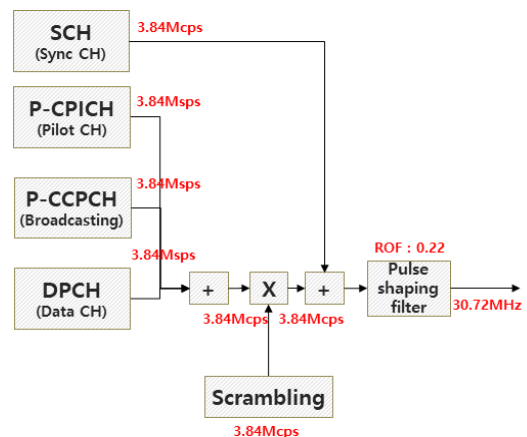 SCH
(Sync CH)
3.84Mcps
P-CPICH
(Pilot CH)
3.84Msps
P-CCPCH
(Broadcasting)
3.84Msps
DPCH
(Data CH)
3.84Msps
+
3.84Mcps
X
3.84Mcps
+
ROF : 0.22
Pulse
shaping
filter
30.72MHz
Scrambling
3.84Mcps